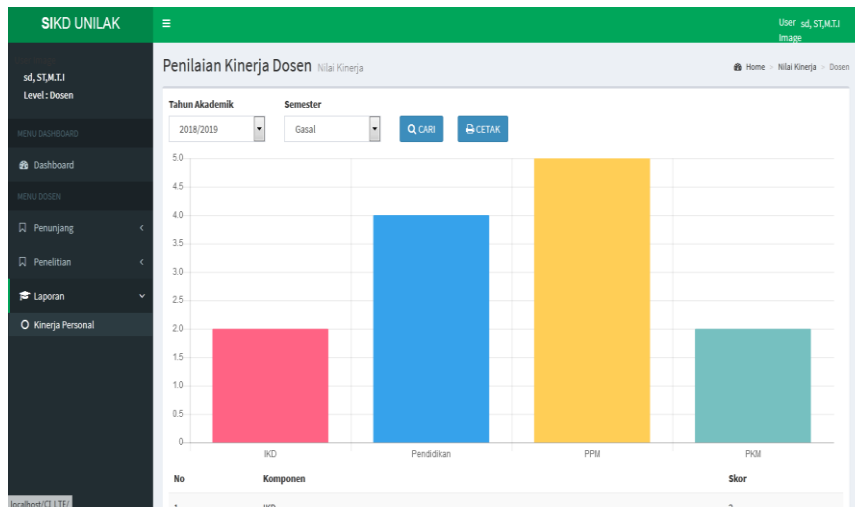 SIKD UNILAK
User sd, ST,M.T.I
Image
sd, ST,M.T.I
Level : Dosen
MENU DASHBOARD
Dashboard
MENU DOSEN
Penunjang
Penelitian
Laporan
Kinerja Personal
Penilaian Kinerja Dosen Nilai Kinerja
Home > Nilai Kinerja > Dosen
Tahun Akademik Semester
2018/2019 Gasal CARI CETAK
5.0
4.5
4.0
3.5
3.0
2.5
2.0
1.5
1.0
0.5
0
IKD Pendidikan PPM PKM
No Komponen Skor